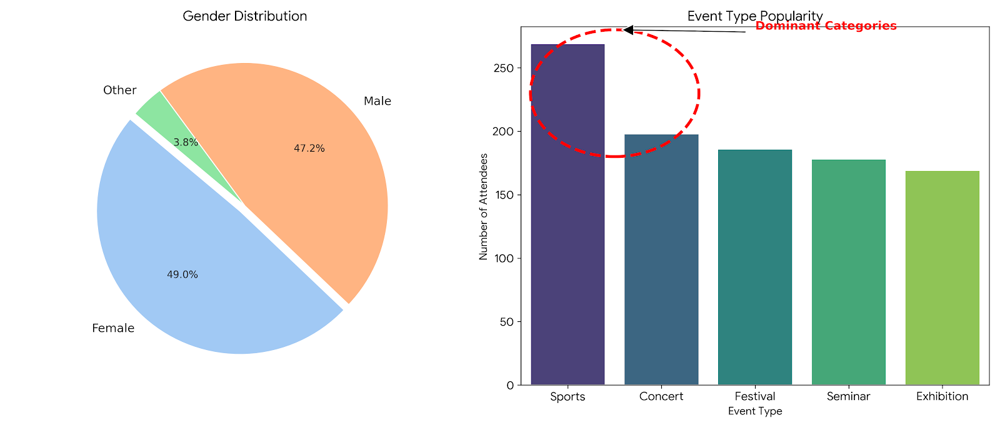 Gender Distribution
Other
Male
3.8%
47.2%
49.0%
Female
Event Type Popularity
Dominant Categories
250
200
150
100
50
0
Number of Attendees
Sports
Concert
Festival
Seminar
Exhibition
Event Type